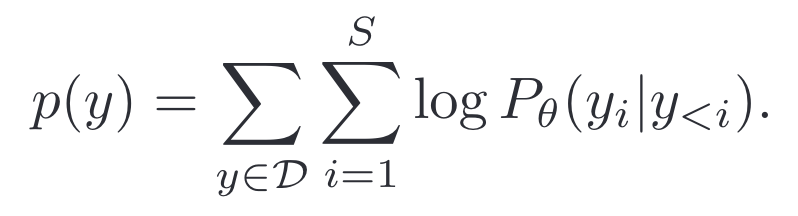 $p(y) = \sum_{y \in \mathcal{D}} \sum_{i=1}^{S} \log P_{\theta}(y_i | y_{<i}).$